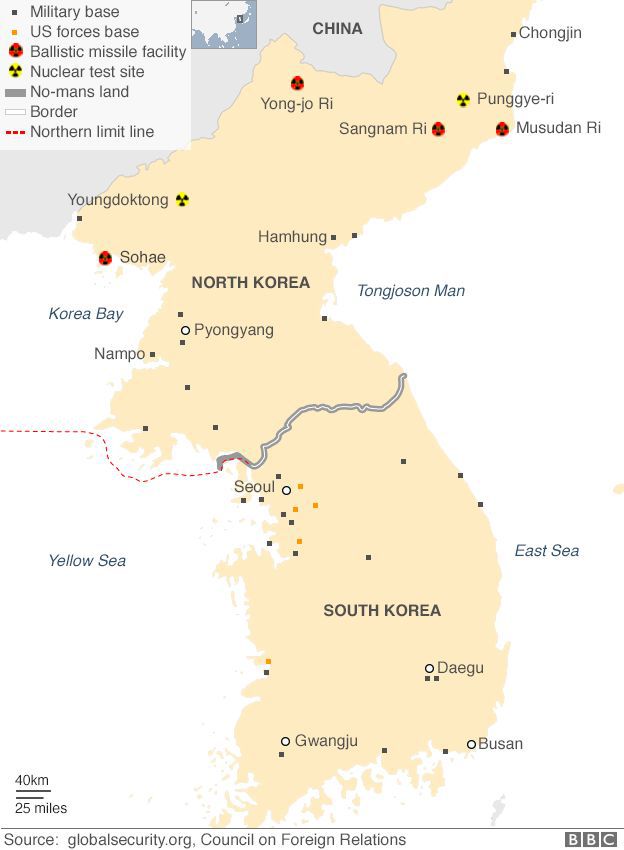 Military base
US forces base
Ballistic missile facility
Nuclear test site
No-mans land
Border
Northern limit line
CHINA
Chongjin
Yong-jo Ri
Punggye-ri
Sangnam Ri
Musudan Ri
Youngdoktong
Hamhung
Sohae
NORTH KOREA
Tongjoson Man
Korea Bay
Pyongyang
Nampo
Seoul
Yellow Sea
East Sea
SOUTH KOREA
Daegu
Gwangju
Busan
40km
25 miles
Source: globalsecurity.org, Council on Foreign Relations
BBC